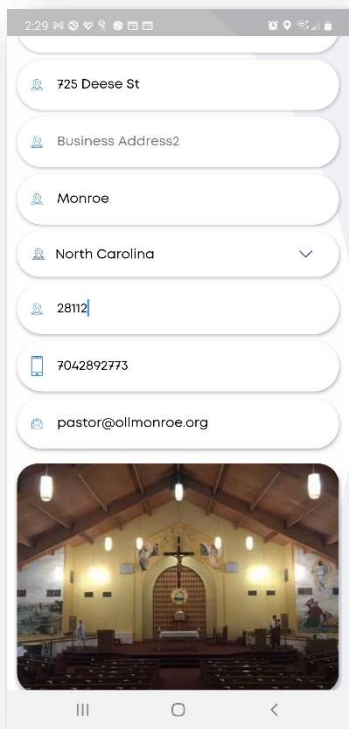 2:29
725 Deese St
Business Address2
Monroe
North Carolina
28112
7042892773
pastor@ollmonroe.org